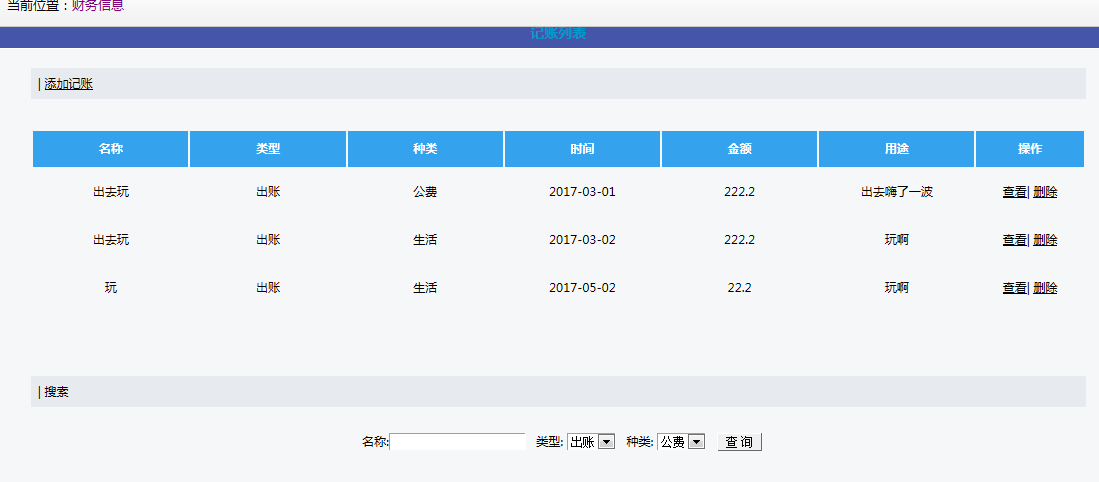 当前位置：财务信息
记账列表
| 添加记账
名称 类型 种类 时间 金额 用途 操作
出去玩 出账 公费 2017-03-01 222.2 出去嗨了一波 查看| 删除
出去玩 出账 生活 2017-03-02 222.2 玩啊 查看| 删除
玩 出账 生活 2017-05-02 22.2 玩啊 查看| 删除
| 搜索
名称: 类型: 出账 种类: 公费 查 询